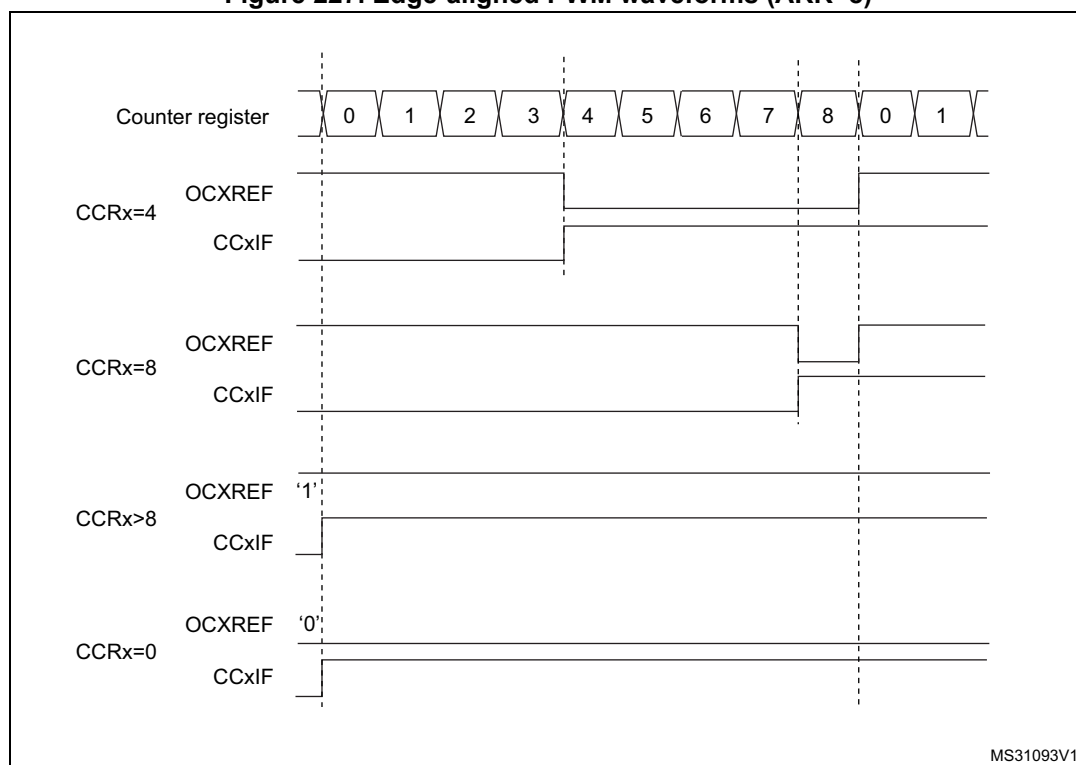 Figure 227. Edge-aligned PWM waveforms (ARR=8)
Counter register 0 1 2 3 4 5 6 7 8 0 1
OCXREF
CCRx=4
CCxIF
OCXREF
CCRx=8
CCxIF
OCXREF '1'
CCRx>8
CCxIF
OCXREF '0'
CCRx=0
CCxIF
MS31093V1